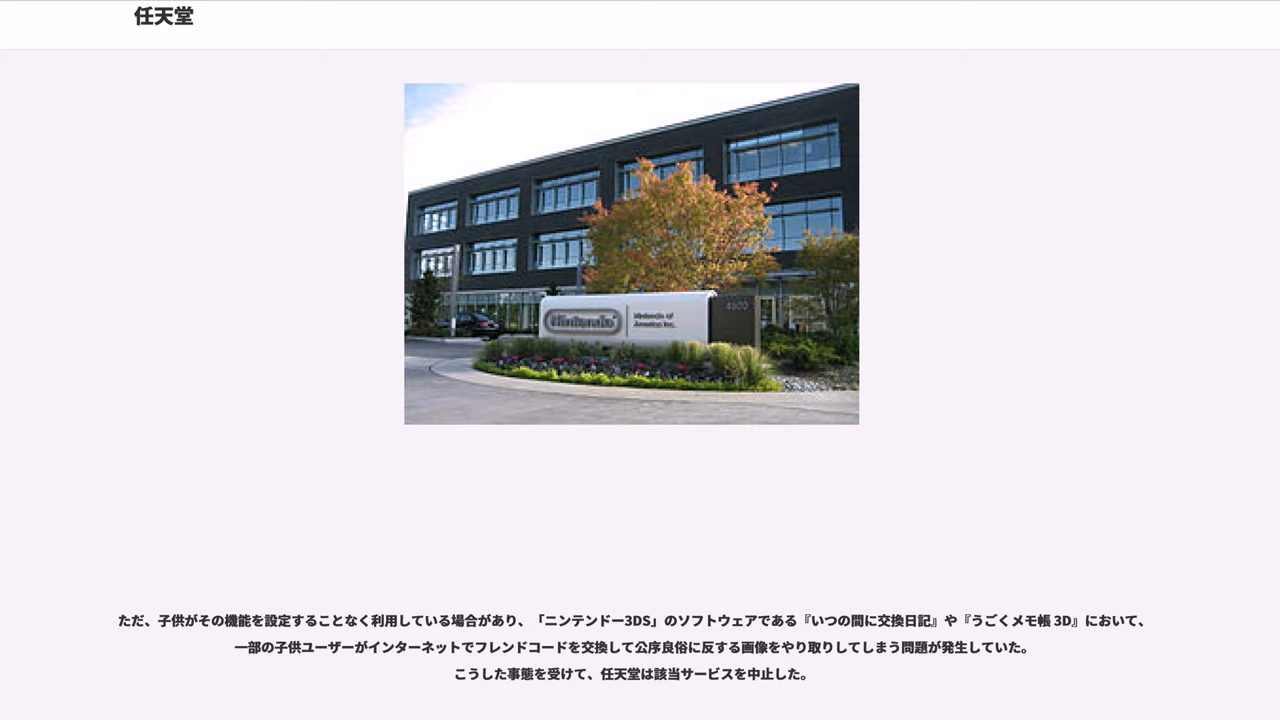 任天堂
4600
Nintendo
Nintendo of
America Inc.
ただ、子供がその機能を設定することなく利用している場合があり、「ニンテンドー3DS」のソフトウェアである『いつの間に交換日記』や『うごくメモ帳 3D』において、
一部の子供ユーザーがインターネットでフレンドコードを交換して公序良俗に反する画像をやり取りしてしまう問題が発生していた。
こうした事態を受けて、任天堂は該当サービスを中止した。